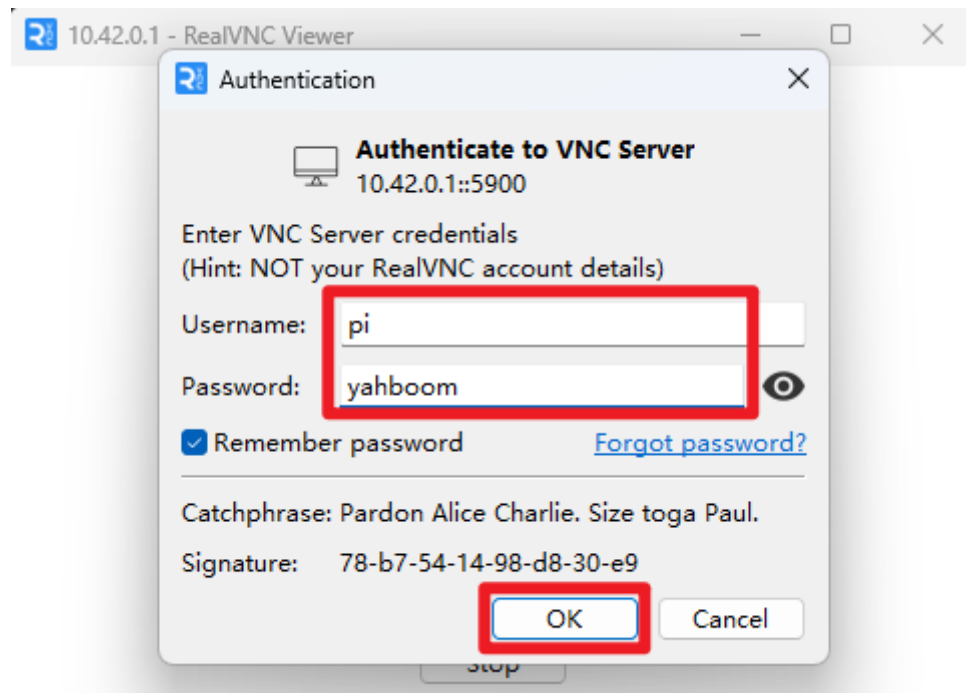 10.42.0.1 - RealVNC Viewer
Authentication
Authenticate to VNC Server
10.42.0.1::5900
Enter VNC Server credentials
(Hint: NOT your RealVNC account details)
Username: pi
Password: yahboom
Remember password Forgot password?
Catchphrase: Pardon Alice Charlie. Size toga Paul.
Signature: 78-b7-54-14-98-d8-30-e9
OK Cancel
Stop